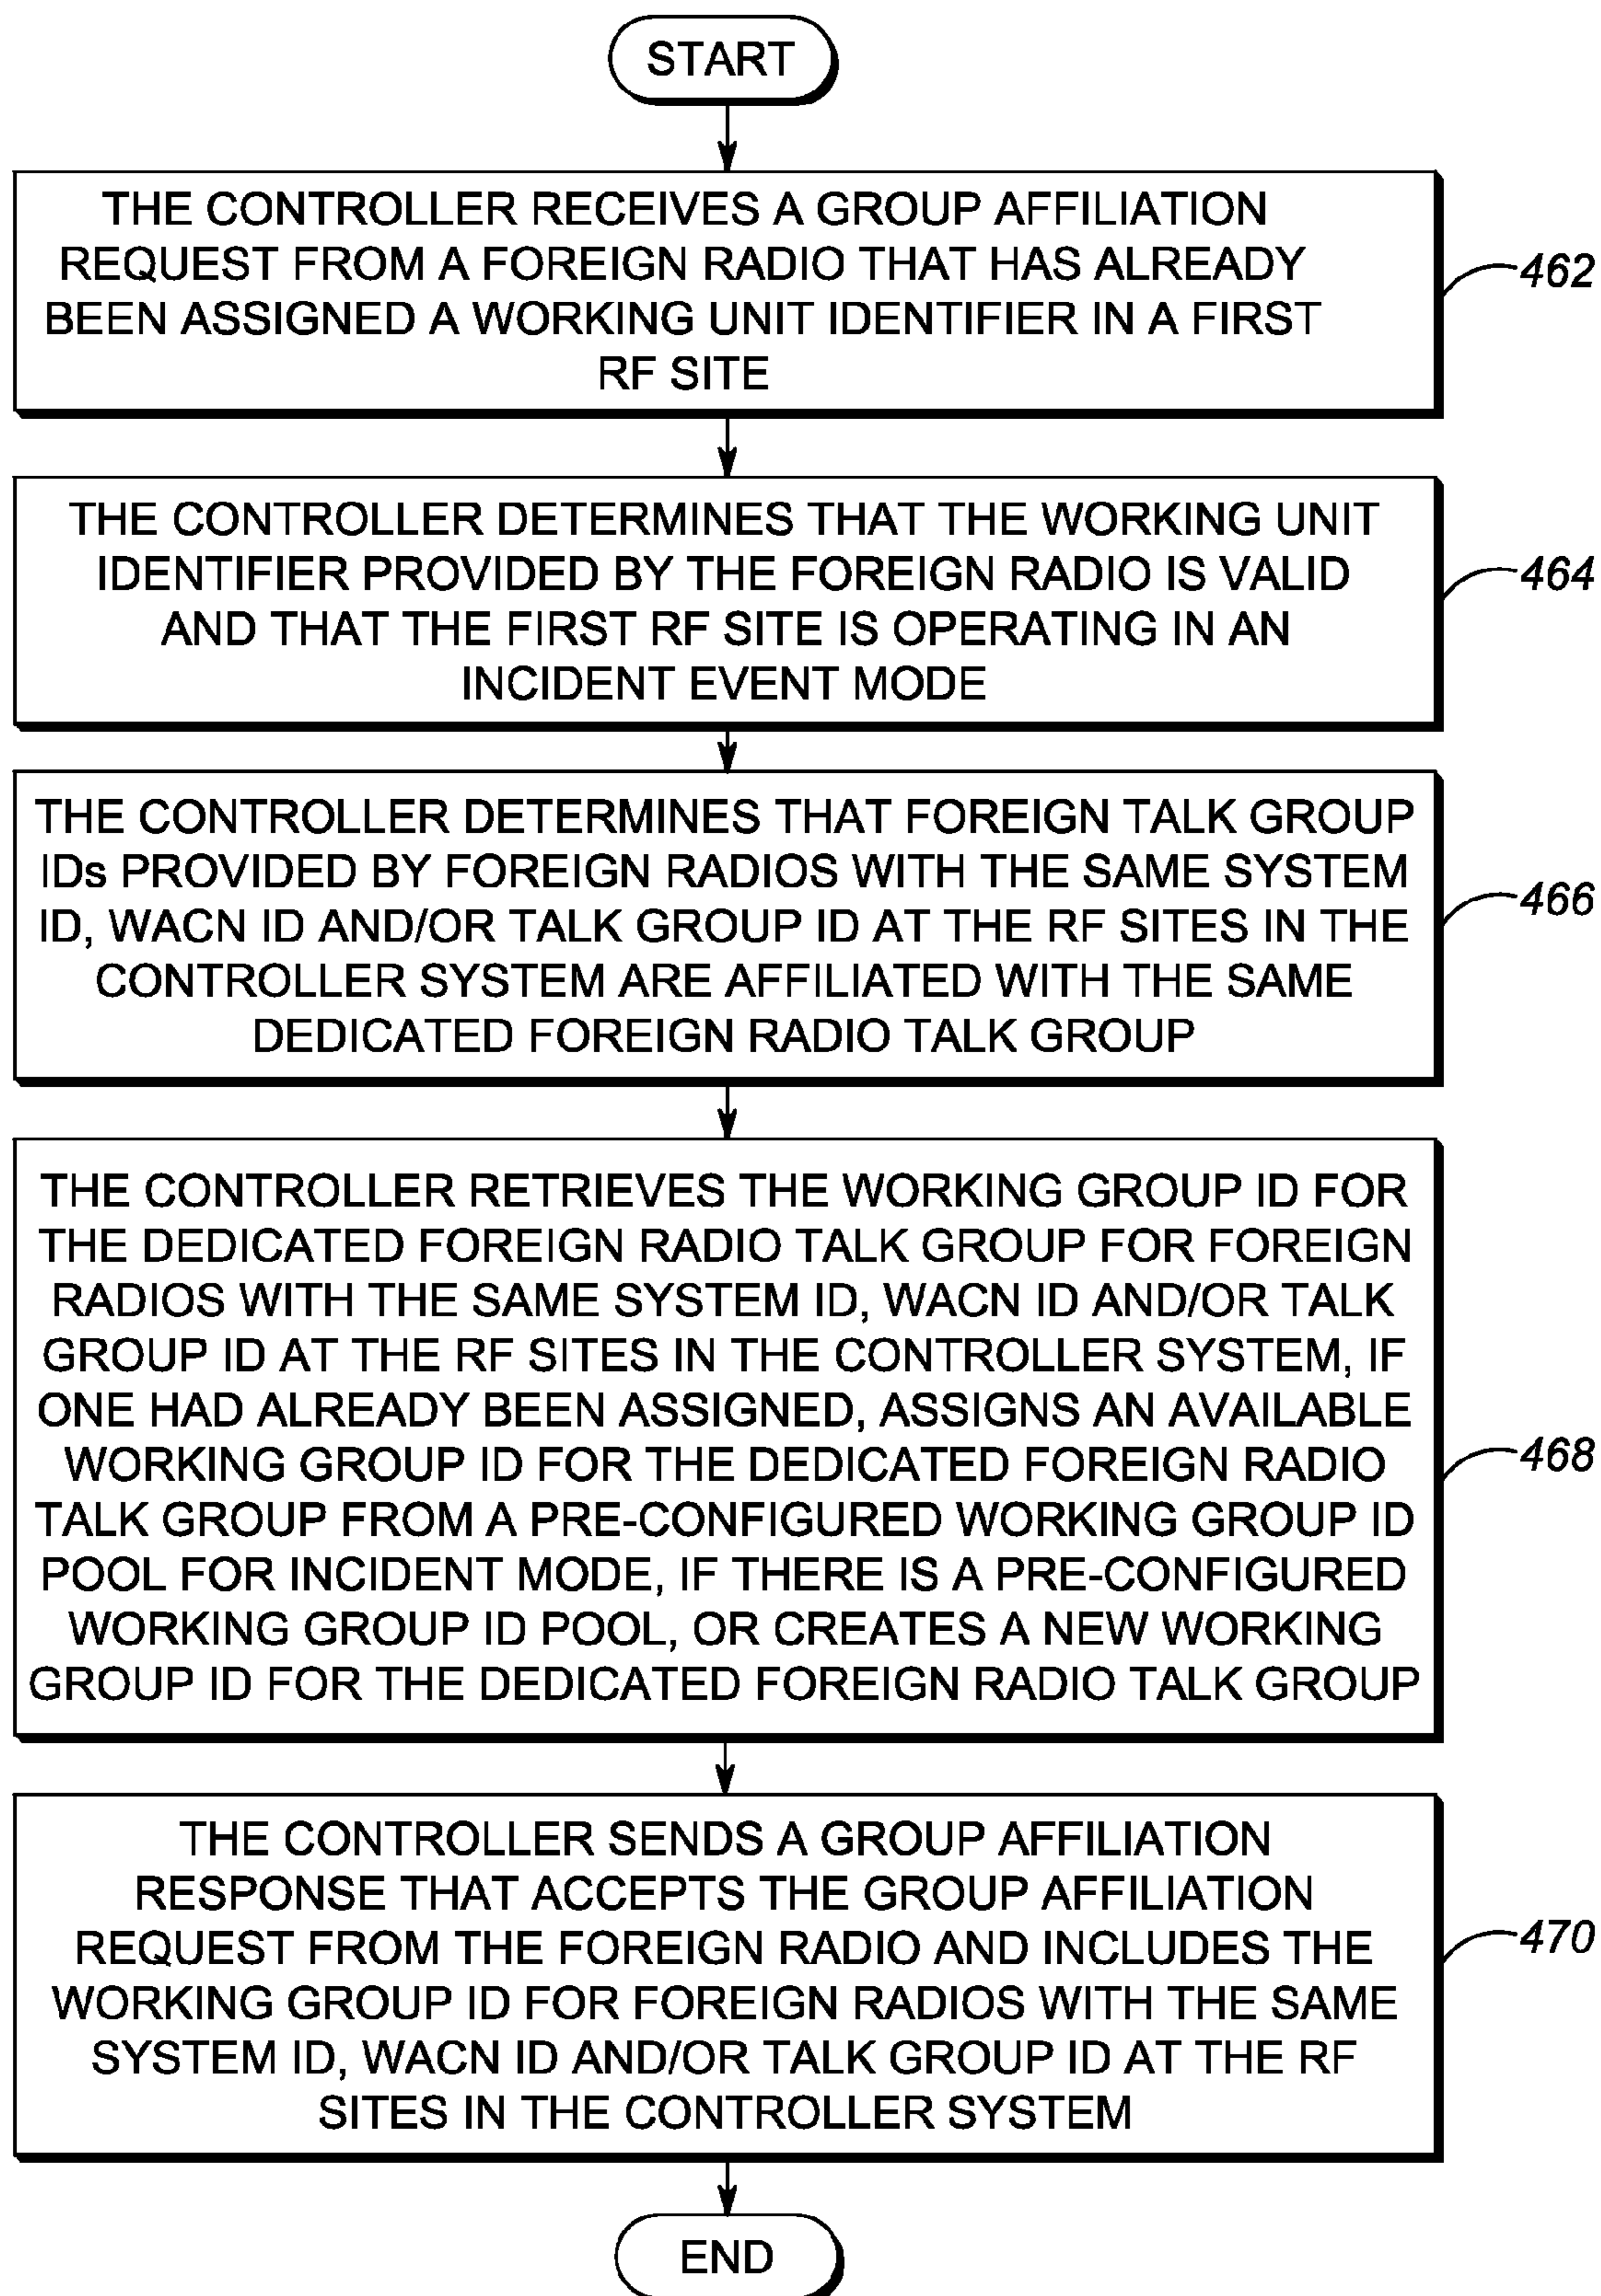 START
THE CONTROLLER RECEIVES A GROUP AFFILIATION
REQUEST FROM A FOREIGN RADIO THAT HAS ALREADY
BEEN ASSIGNED A WORKING UNIT IDENTIFIER IN A FIRST
RF SITE
462
THE CONTROLLER DETERMINES THAT THE WORKING UNIT
IDENTIFIER PROVIDED BY THE FOREIGN RADIO IS VALID
AND THAT THE FIRST RF SITE IS OPERATING IN AN
INCIDENT EVENT MODE
464
THE CONTROLLER DETERMINES THAT FOREIGN TALK GROUP
IDs PROVIDED BY FOREIGN RADIOS WITH THE SAME SYSTEM
ID, WACN ID AND/OR TALK GROUP ID AT THE RF SITES IN THE
CONTROLLER SYSTEM ARE AFFILIATED WITH THE SAME
DEDICATED FOREIGN RADIO TALK GROUP
466
THE CONTROLLER RETRIEVES THE WORKING GROUP ID FOR
THE DEDICATED FOREIGN RADIO TALK GROUP FOR FOREIGN
RADIOS WITH THE SAME SYSTEM ID, WACN ID AND/OR TALK
GROUP ID AT THE RF SITES IN THE CONTROLLER SYSTEM, IF
ONE HAD ALREADY BEEN ASSIGNED, ASSIGNS AN AVAILABLE
WORKING GROUP ID FOR THE DEDICATED FOREIGN RADIO
TALK GROUP FROM A PRE-CONFIGURED WORKING GROUP ID
POOL FOR INCIDENT MODE, IF THERE IS A PRE-CONFIGURED
WORKING GROUP ID POOL, OR CREATES A NEW WORKING
GROUP ID FOR THE DEDICATED FOREIGN RADIO TALK GROUP
468
THE CONTROLLER SENDS A GROUP AFFILIATION
RESPONSE THAT ACCEPTS THE GROUP AFFILIATION
REQUEST FROM THE FOREIGN RADIO AND INCLUDES THE
WORKING GROUP ID FOR FOREIGN RADIOS WITH THE SAME
SYSTEM ID, WACN ID AND/OR TALK GROUP ID AT THE RF
SITES IN THE CONTROLLER SYSTEM
470
END